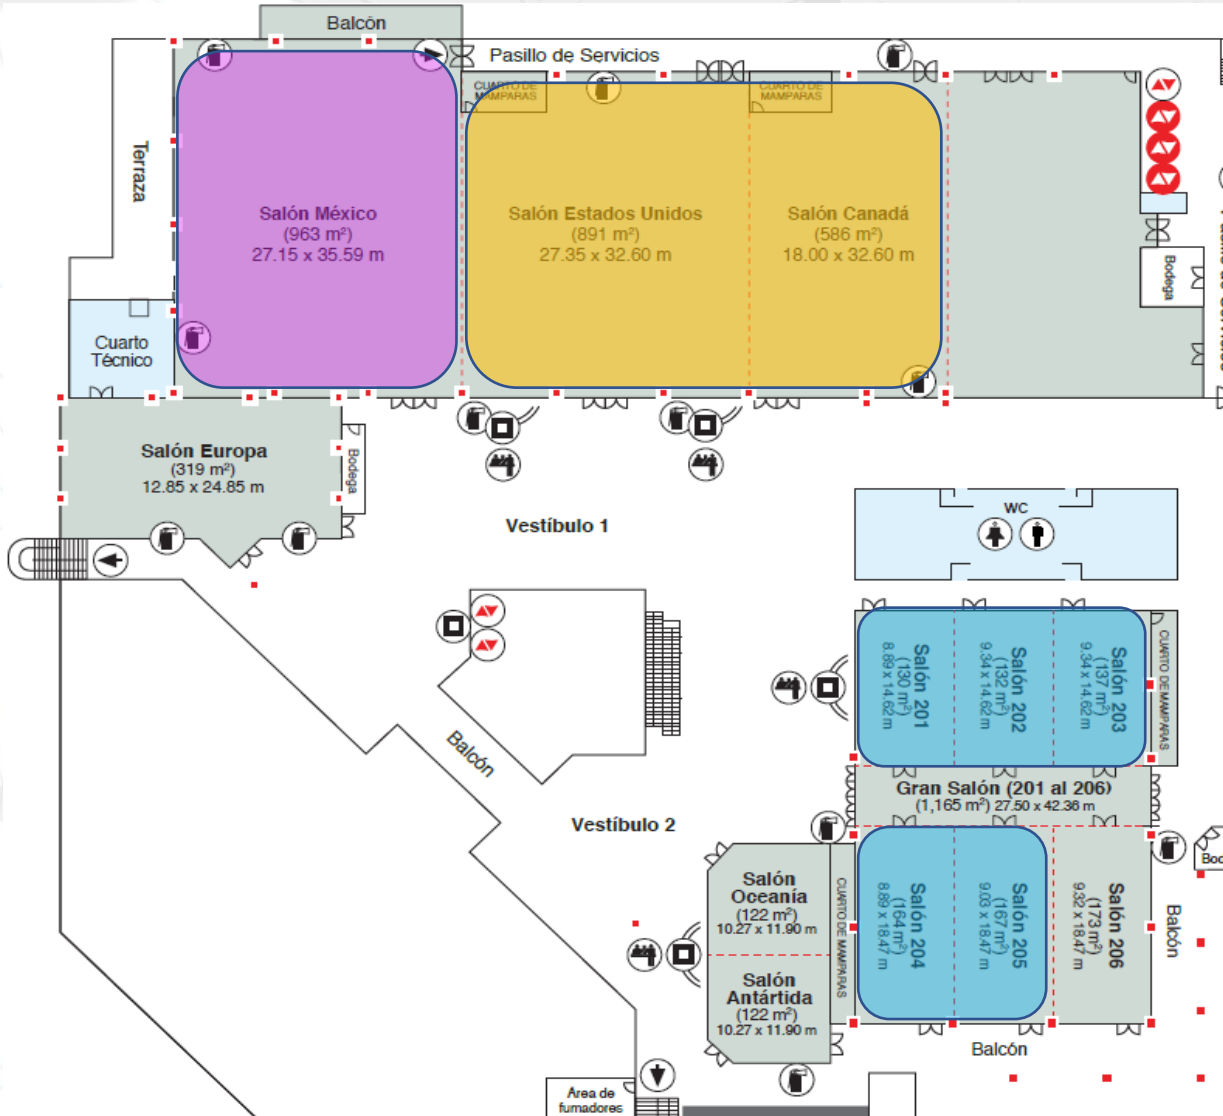 Balcón
Pasillo de Servicios
CUARTO DE
MAMPARAS
CUARTO DE
MAMPARAS
Terraza
Salón México
(963 m²)
27.15 x 35.59 m
Salón Estados Unidos
(891 m²)
27.35 x 32.60 m
Salón Canadá
(586 m²)
18.00 x 32.60 m
Bodega
Cuarto
Técnico
Salón Europa
(319 m²)
12.85 x 24.85 m
Bodega
Vestíbulo 1
WC
Salón 201
(130 m²)
8.89 x 14.62 m
Salón 202
(132 m²)
9.34 x 14.62 m
Salón 203
(137 m²)
9.34 x 14.62 m
CUARTO DE MAMPARAS
Balcón
Gran Salón (201 al 206)
(1,165 m²) 27.50 x 42.36 m
Vestíbulo 2
Salón
Oceanía
(122 m²)
10.27 x 11.90 m
Salón
Antártida
(122 m²)
10.27 x 11.90 m
CUARTO DE MAMPARAS
Salón 204
(164 m²)
8.89 x 18.47 m
Salón 205
(167 m²)
9.03 x 18.47 m
Salón 206
(173 m²)
9.32 x 18.47 m
Balcón
Boc
Balcón
Área de
fumadores